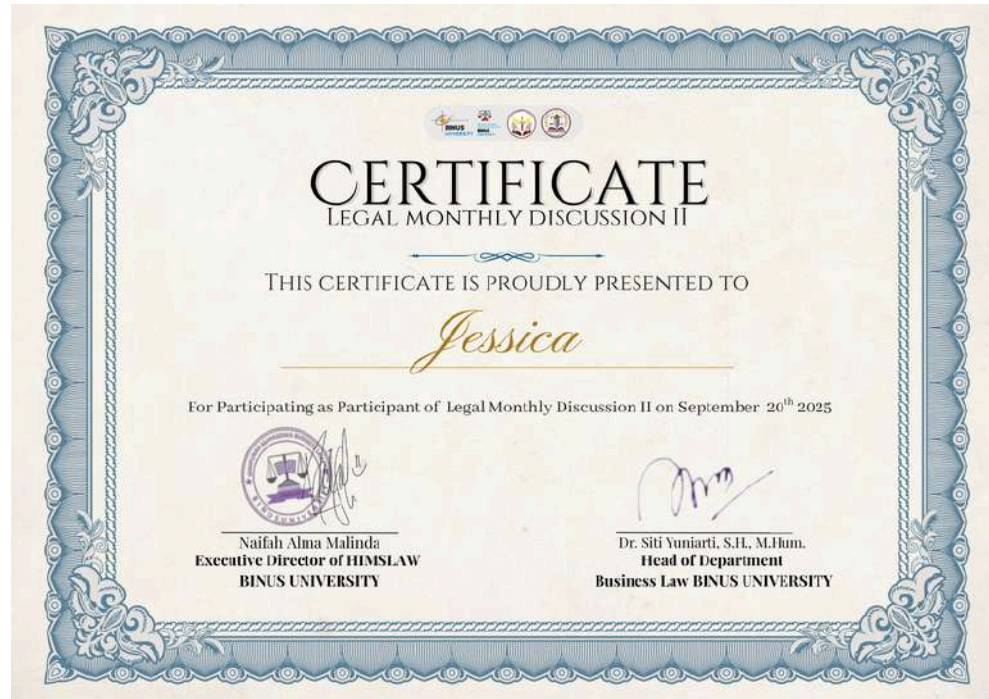 BINUS UNIVERSITY
CERTIFICATE
LEGAL MONTHLY DISCUSSION II
THIS CERTIFICATE IS PROUDLY PRESENTED TO
Jessica
For Participating as Participant of Legal Monthly Discussion II on September 20th 2025
Naifah Alma Malinda
Executive Director of HIMSLAW
BINUS UNIVERSITY
Dr. Siti Yuniarti, S.H., M.Hum.
Head of Department
Business Law BINUS UNIVERSITY